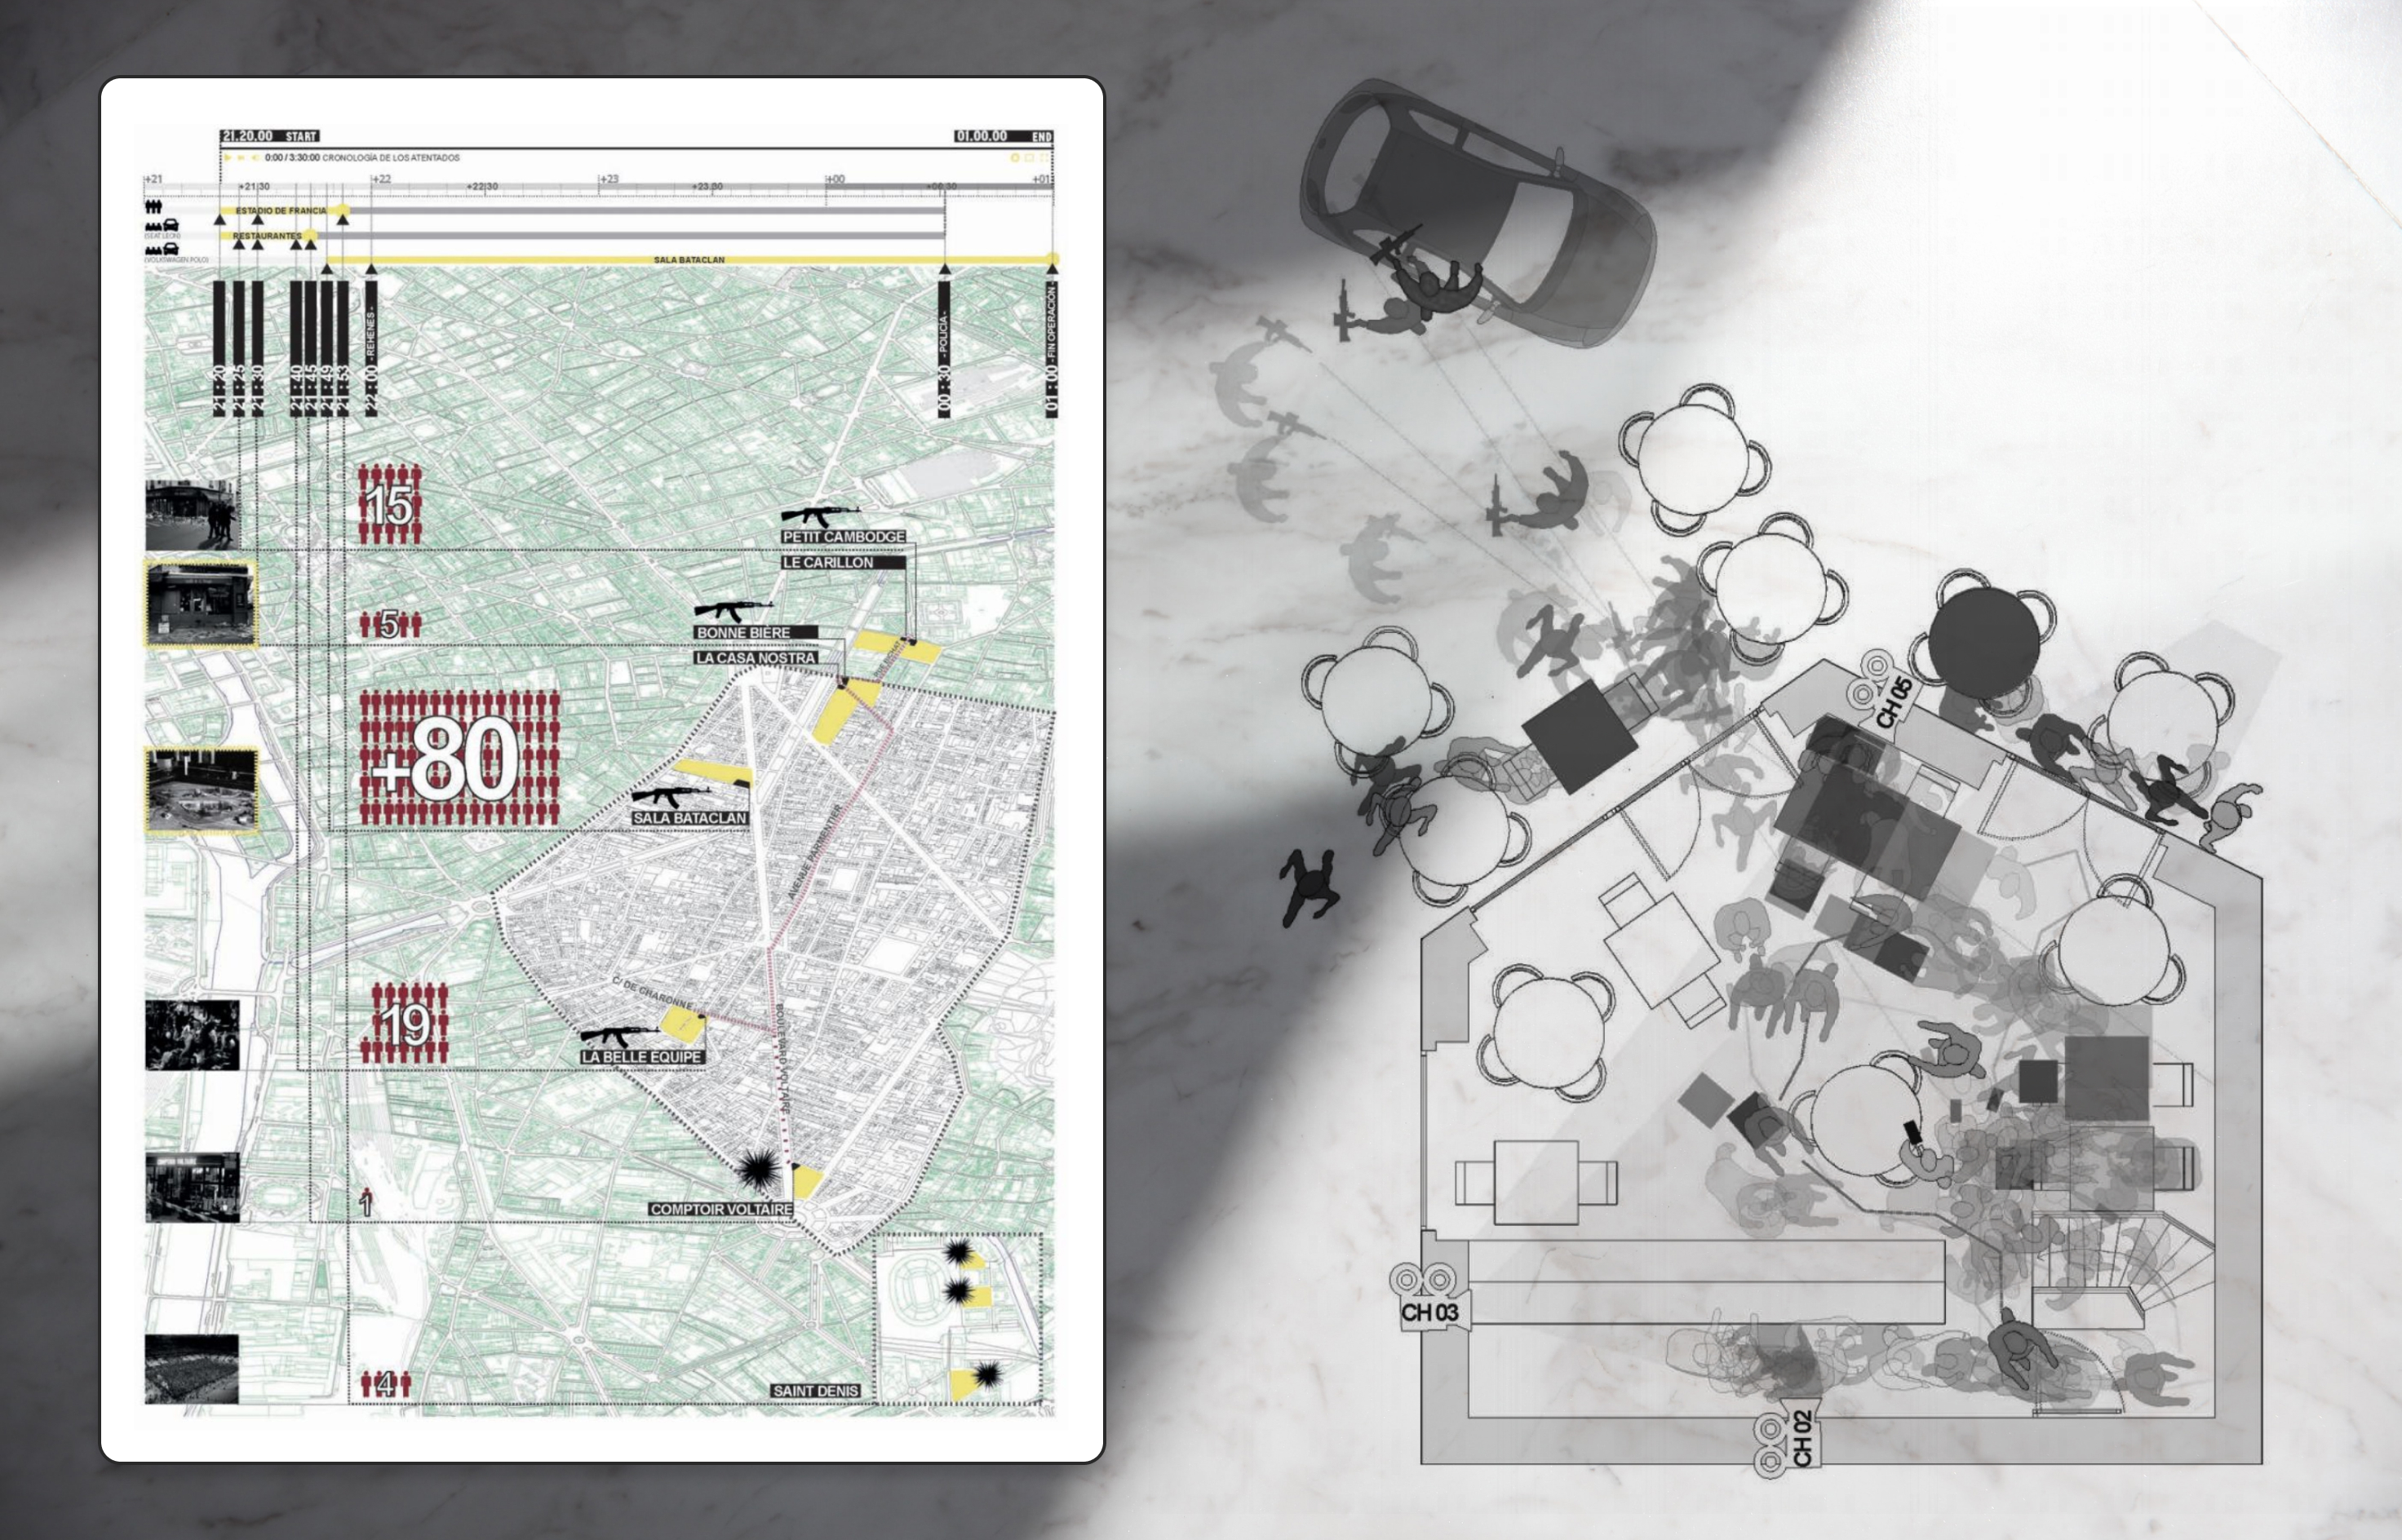 21.20.00 START
01.00.00 END
0:00 / 3:30:00 CRONOLOGÍA DE LOS ATENTADOS
+21
+21:30
+22
+22:30
+23
+23:30
+00
+00:30
+01
ESTADIO DE FRANCIA
(SEAT LEON)
RESTAURANTES
(VOLKSWAGEN POLO)
SALA BATACLAN
21:20
21:25
21:30
21:40
21:45
21:49
21:53
22:00 - REHENES -
00:30 - POLICIA -
01:00 - FIN OPERACIÓN -
15
PETIT CAMBODGE
LE CARILLON
5
BONNE BIÈRE
LA CASA NOSTRA
+80
SALA BATACLAN
AVENUE PARMENTIER
C/ DE CHARONNE
19
LA BELLE EQUIPE
BOULEVARD VOLTAIRE
1
COMPTOIR VOLTAIRE
4
SAINT DENIS
CH 05
CH 03
CH 02